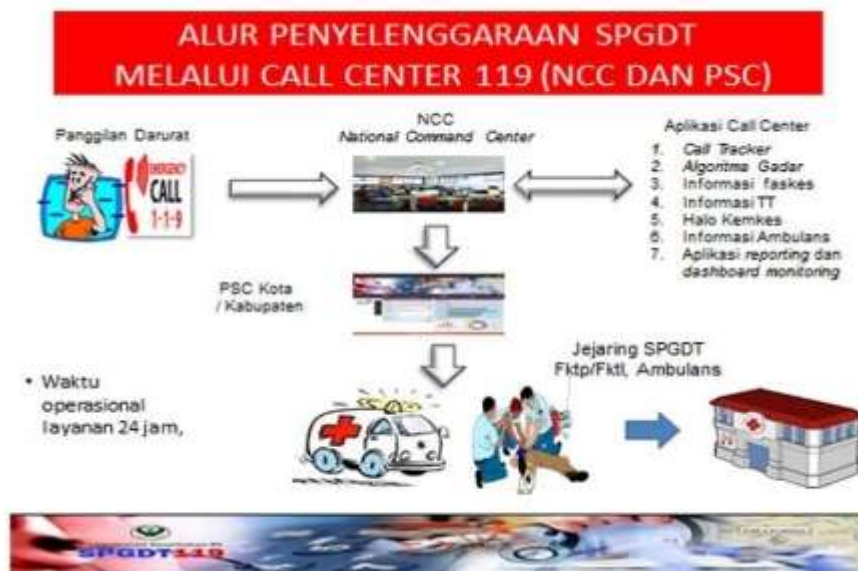 ALUR PENYELENGGARAAN SPGDT
MELALUI CALL CENTER 119 (NCC DAN PSC)
Panggilan Darurat
EMERGENCY
CALL
1-1-9
NCC
National Command Center
Aplikasi Call Center
1. Call Tracker
2. Algoritma Gadar
3. Informasi faskes
4. Informasi TT
5. Halo Kemkes
6. Informasi Ambulans
7. Aplikasi reporting dan
dashboard monitoring
PSC Kota
/ Kabupaten
• Waktu
operasional
layanan 24 jam,
Jejaring SPGDT
Fktp/Fktl, Ambulans
SPGDT119